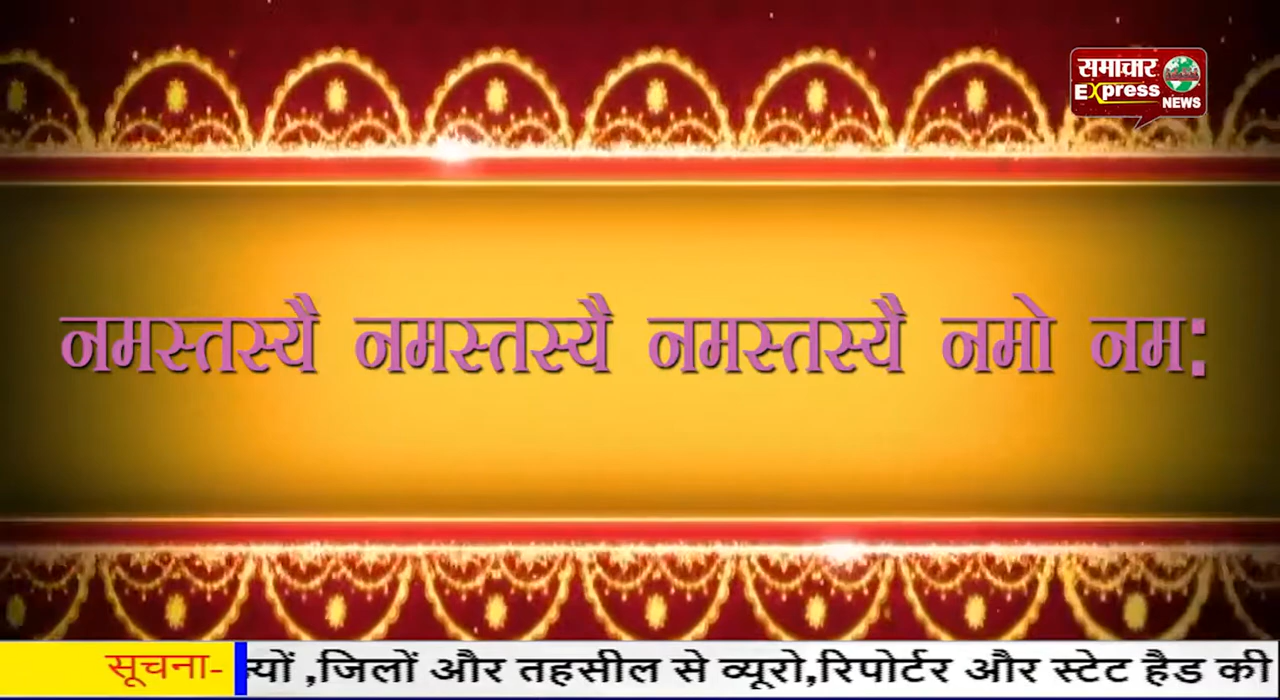 समाचार
Express
NEWS
नमस्तस्यै नमस्तस्यै नमस्तस्यै नमो नम:
सूचना- ,जिलों और तहसील से व्यूरो,रिपोर्टर और स्टेट हैड की